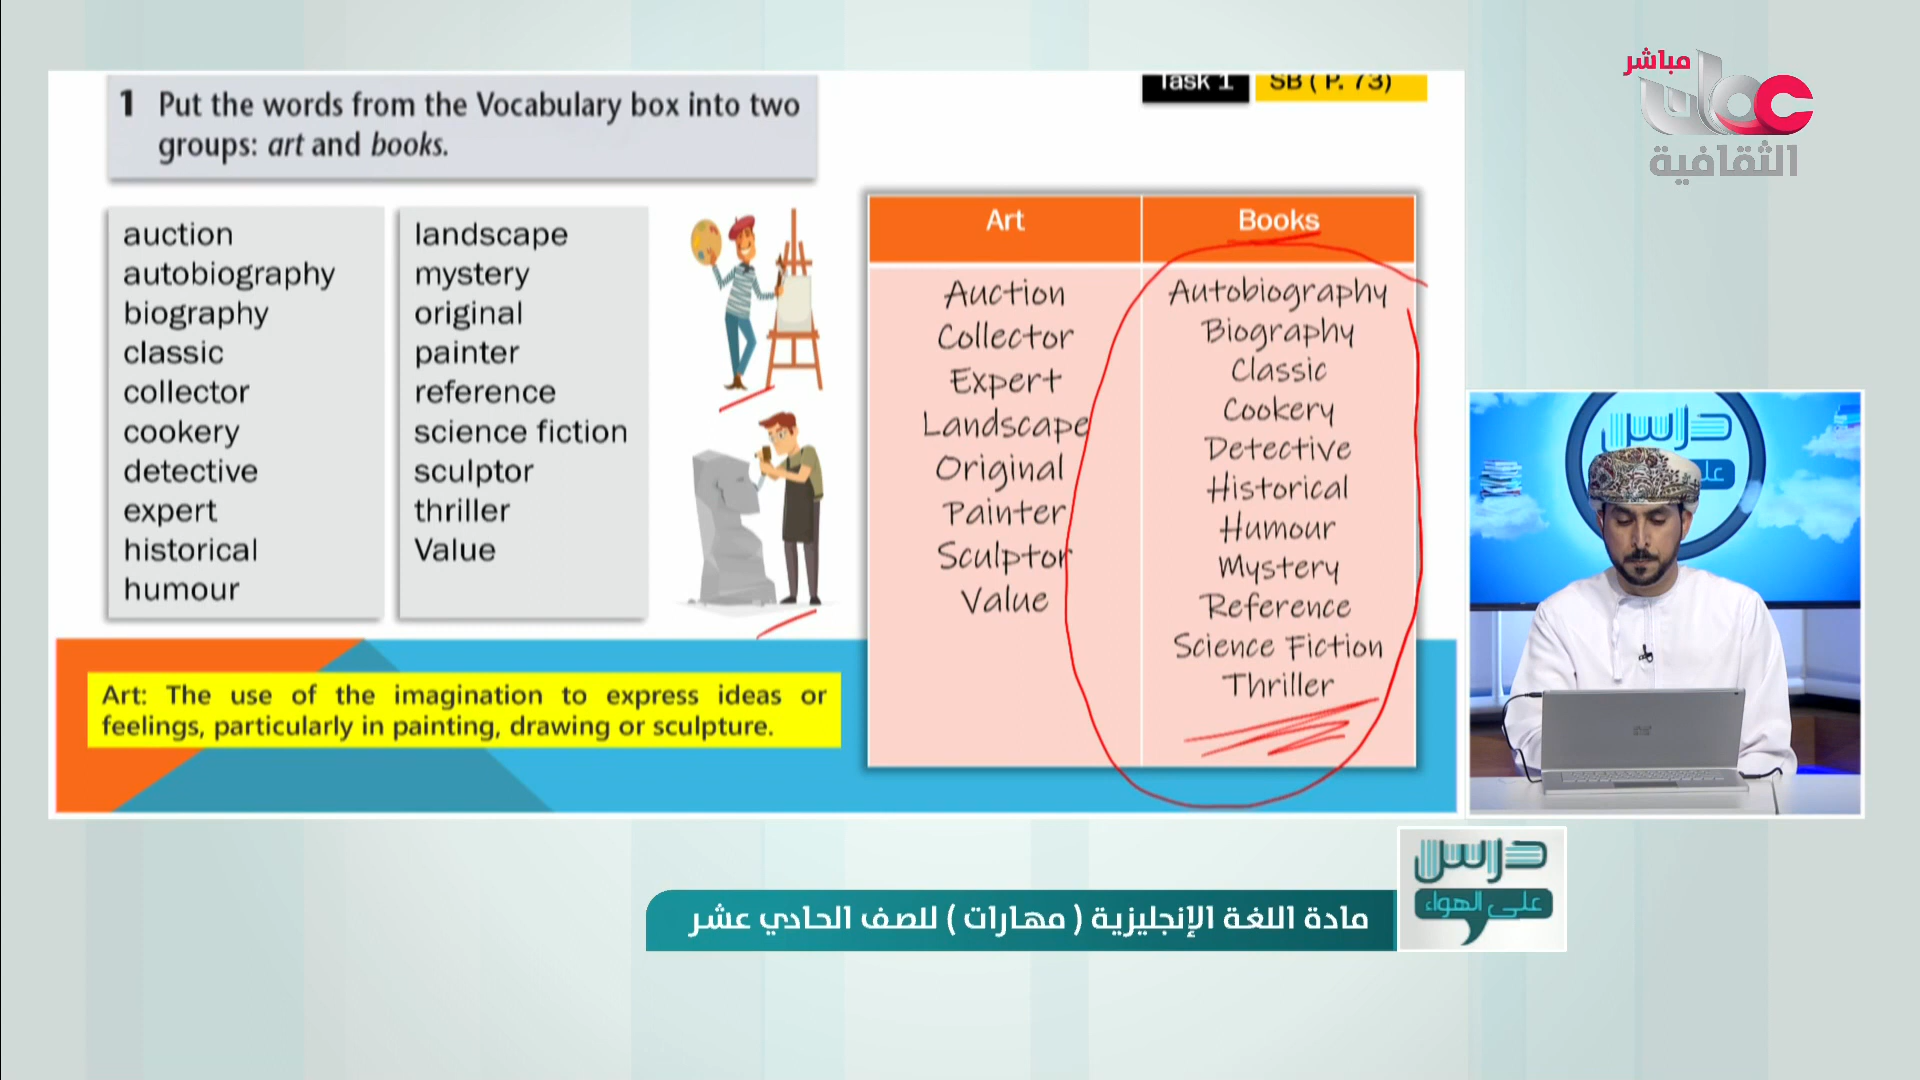 مباشر
عمان
الثقافية
Task 1
SB ( P. 73)
1 Put the words from the Vocabulary box into two
groups: art and books.
auction
autobiography
biography
classic
collector
cookery
detective
expert
historical
humour
landscape
mystery
original
painter
reference
science fiction
sculptor
thriller
Value
Art
Auction
Collector
Expert
Landscape
Original
Painter
Sculptor
Value
Books
Autobiography
Biography
Classic
Cookery
Detective
Historical
Humour
Mystery
Reference
Science Fiction
Thriller
Art: The use of the imagination to express ideas or
feelings, particularly in painting, drawing or sculpture.
درس
عل
درس
على الهواء
مادة اللغة الإنجليزية ( مهارات ) للصف الحادي عشر